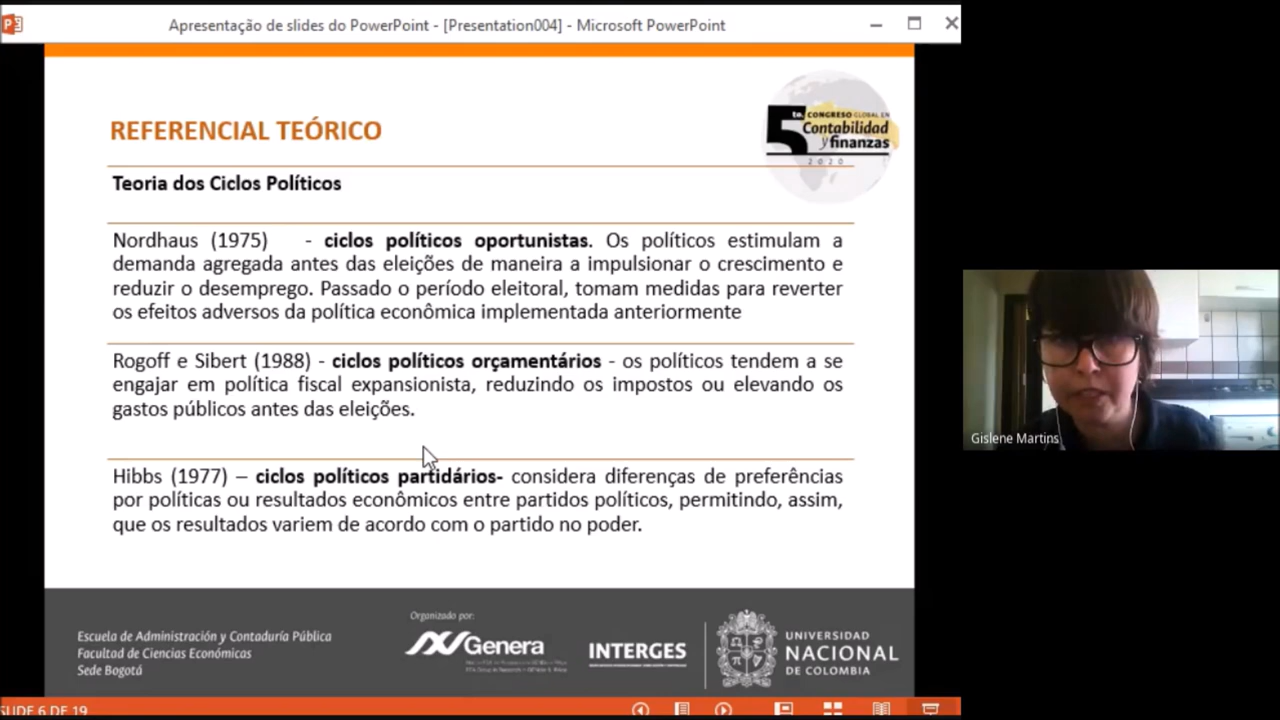 Apresentação de slides do PowerPoint - [Presentation004] - Microsoft PowerPoint
REFERENCIAL TEÓRICO
5to. CONGRESO GLOBAL EN
Contabilidad
y finanzas
2020
Teoria dos Ciclos Políticos
Nordhaus (1975) - ciclos políticos oportunistas. Os políticos estimulam a
demanda agregada antes das eleições de maneira a impulsionar o crescimento e
reduzir o desemprego. Passado o período eleitoral, tomam medidas para reverter
os efeitos adversos da política econômica implementada anteriormente
Rogoff e Sibert (1988) - ciclos políticos orçamentários - os políticos tendem a se
engajar em política fiscal expansionista, reduzindo os impostos ou elevando os
gastos públicos antes das eleições.
Hibbs (1977) – ciclos políticos partidários- considera diferenças de preferências
por políticas ou resultados econômicos entre partidos políticos, permitindo, assim,
que os resultados variem de acordo com o partido no poder.
Gislene Martins
Escuela de Administración y Contaduría Pública
Facultad de Ciencias Económicas
Sede Bogotá
Organizado por:
Genera
INTERGES
UNIVERSIDAD
NACIONAL
DE COLOMBIA
SLIDE 6 DE 19